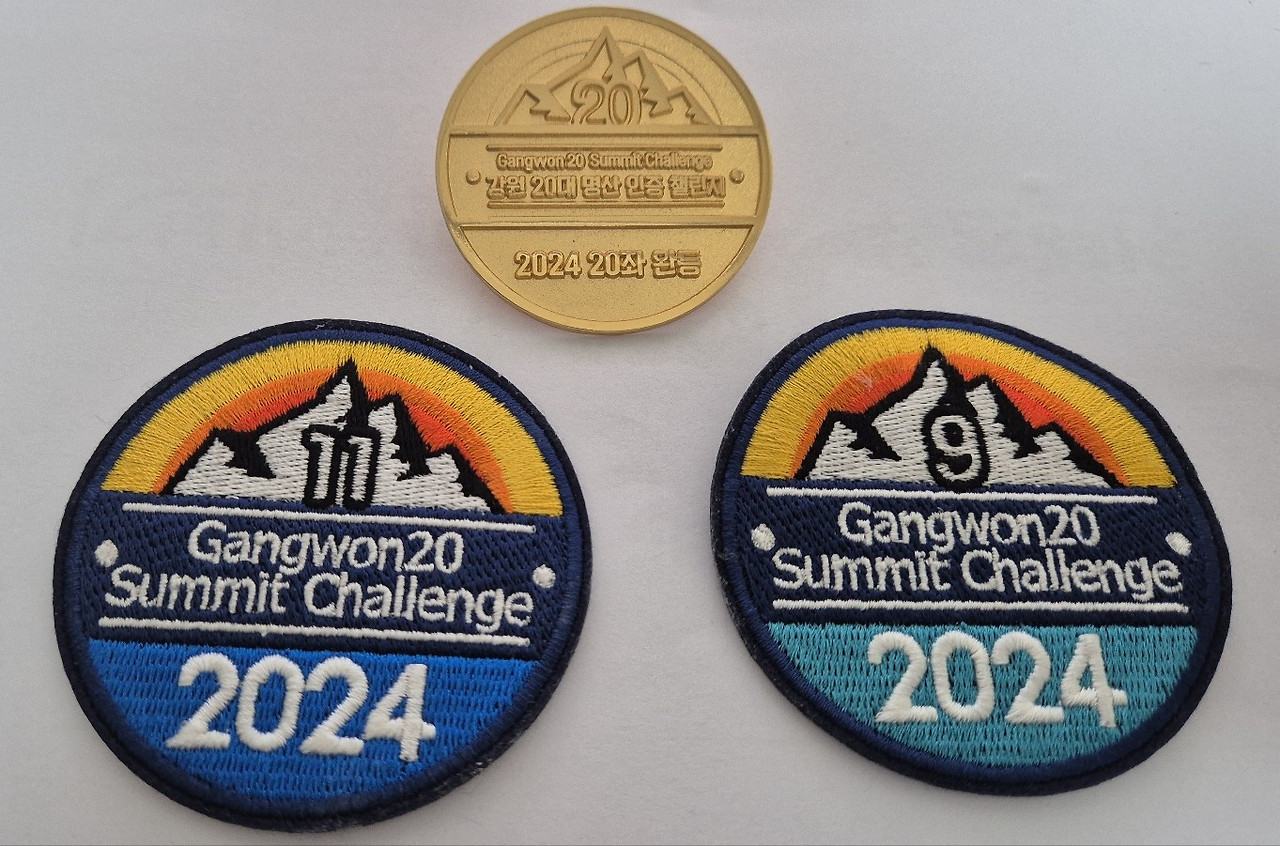 20
Gangwon20 Summit Challenge
강원 20대 명산 인증 챌린지
2024 20좌 완등
11
Gangwon20
Summit Challenge
2024
9
Gangwon20
Summit Challenge
2024